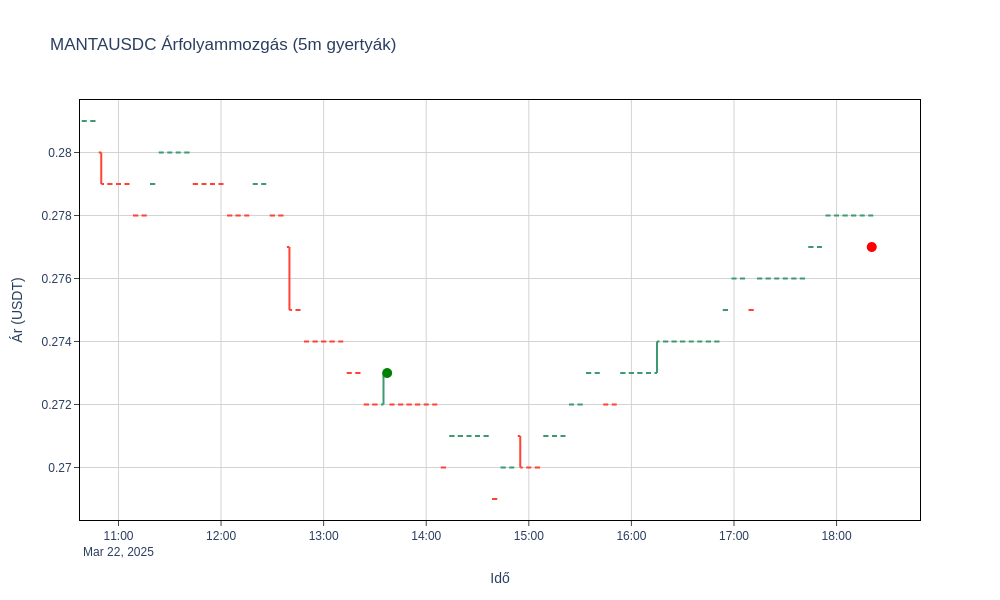 MANTAUSDC Árfolyammozgás (5m gyertyák)
0.28
0.278
0.276
0.274
0.272
0.27
Ár (USDT)
11:00 12:00 13:00 14:00 15:00 16:00 17:00 18:00
Mar 22, 2025
Idő